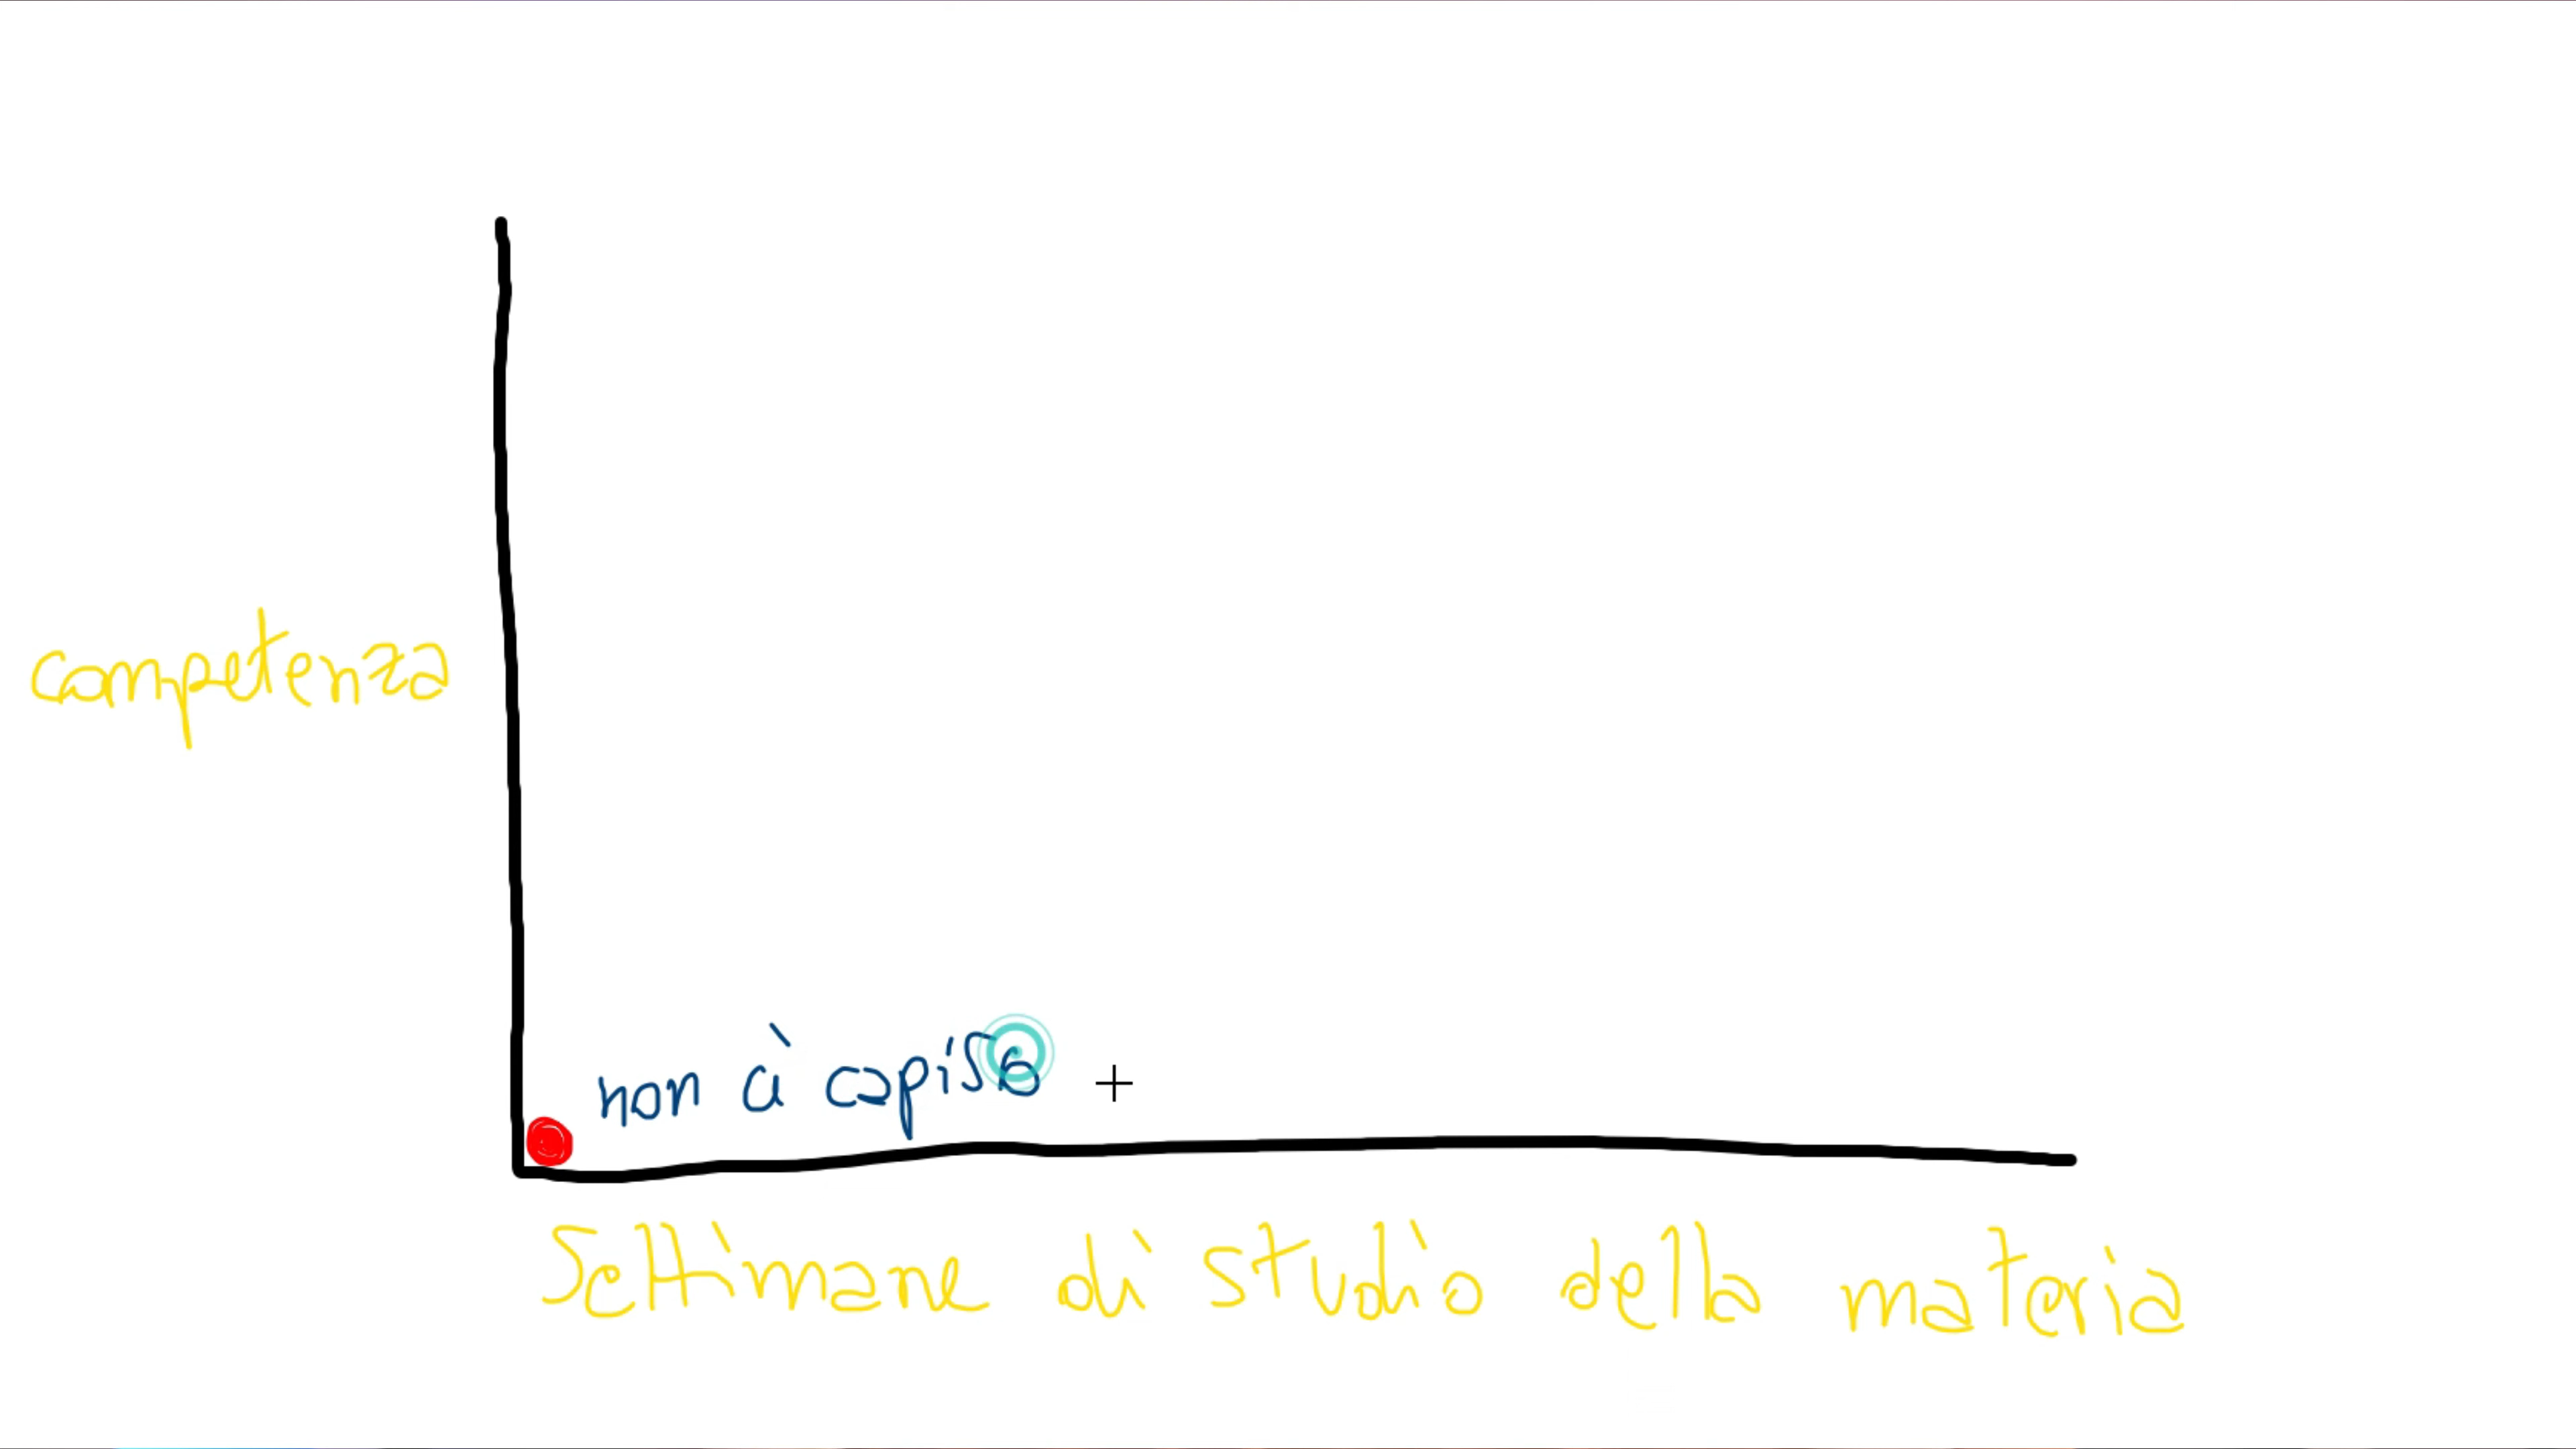 competenza
non ci capisco
Settimane di studio della materia